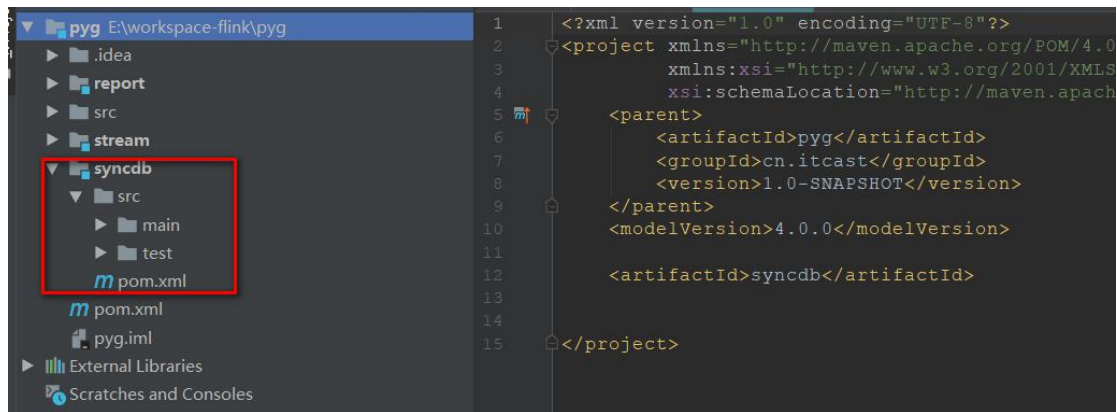 pyg E:\workspace-flink\pyg
.idea
report
src
stream
syncdb
src
main
test
pom.xml
pom.xml
pyg.iml
External Libraries
Scratches and Consoles
1 <?xml version="1.0" encoding="UTF-8"?>
2 <project xmlns="http://maven.apache.org/POM/4.0
3 xmlns:xsi="http://www.w3.org/2001/XMLS
4 xsi:schemaLocation="http://maven.apach
5 <parent>
6 <artifactId>pyg</artifactId>
7 <groupId>cn.itcast</groupId>
8 <version>1.0-SNAPSHOT</version>
9 </parent>
10 <modelVersion>4.0.0</modelVersion>
11
12 <artifactId>syncdb</artifactId>
13
14
15 </project>